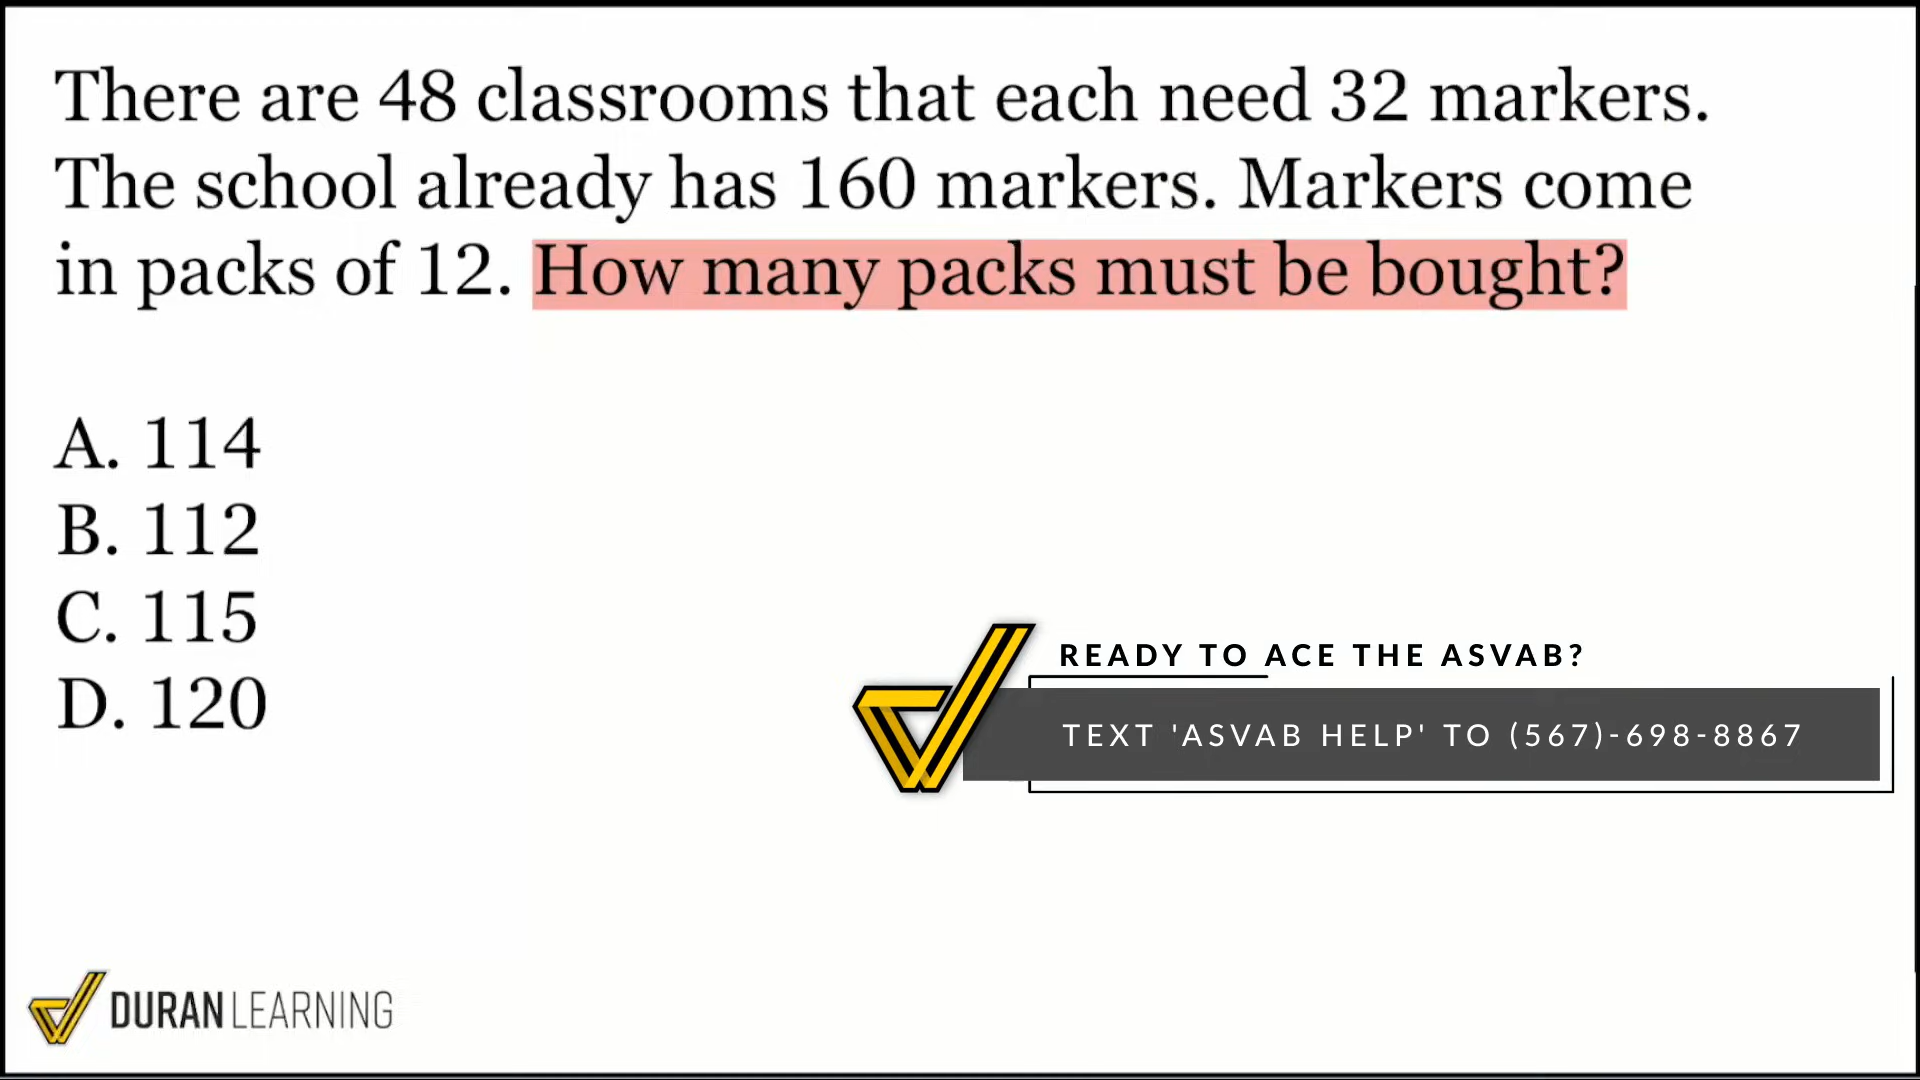 There are 48 classrooms that each need 32 markers.
The school already has 160 markers. Markers come
in packs of 12. How many packs must be bought?
A. 114
B. 112
C. 115
D. 120
READY TO ACE THE ASVAB?
TEXT 'ASVAB HELP' TO (567)-698-8867
DURAN LEARNING